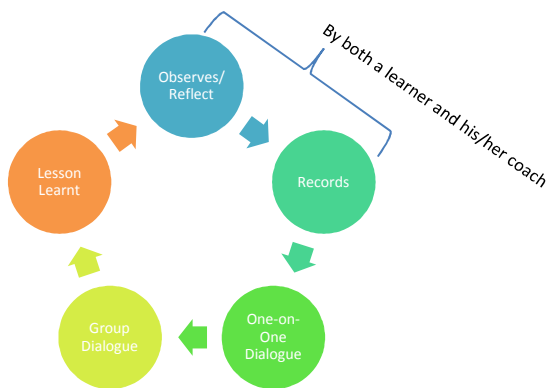 Observes/
Reflect
By both a learner and his/her coach
Records
One-on-
One
Dialogue
Group
Dialogue
Lesson
Learnt